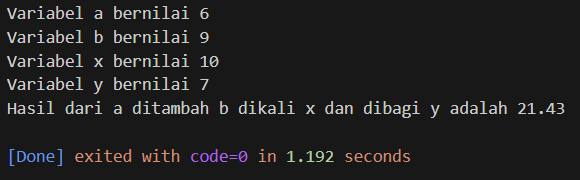 Variabel a bernilai 6
Variabel b bernilai 9
Variabel x bernilai 10
Variabel y bernilai 7
Hasil dari a ditambah b dikali x dan dibagi y adalah 21.43
[Done] exited with code=0 in 1.192 seconds